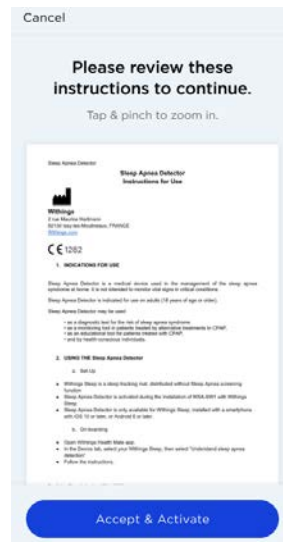 Cancel
Please review these
instructions to continue.
Tap & pinch to zoom in.
Sleep Apnea Detector
Sleep Apnea Detector
Instructions for Use
Withings
2 rue Maurice Hartmann
92130 Issy-les-Moulineaux, FRANCE
Withings.com
CE 1282
1. INDICATIONS FOR USE
Sleep Apnea Detector is a medical device used in the management of the sleep apnea
syndrome at home. It is not intended to monitor vital signs in critical conditions.
Sleep Apnea Detector is indicated for use on adults (18 years of age or older).
Sleep Apnea Detector may be used:
- as a diagnostic test for the risk of sleep apnea syndrome
- as a monitoring tool in patients treated by alternative treatments to CPAP,
- as an educational tool for patients treated with CPAP,
- and by health-conscious individuals.
2. USING THE Sleep Apnea Detector
a. Set Up
• Withings Sleep is a sleep tracking mat, distributed without Sleep Apnea screening
function
• Sleep Apnea Detector is activated during the installation of WSA-AM1 with Withings
Sleep.
• Sleep Apnea Detector is only available for Withings Sleep, installed with a smartphone
with iOS 10 or later, or Android 6 or later.
b. On-boarding
• Open Withings Health Mate app.
• In the Device tab, select your Withings Sleep, then select "Understand sleep apnea
detection"
• Follow the instructions.
Accept & Activate